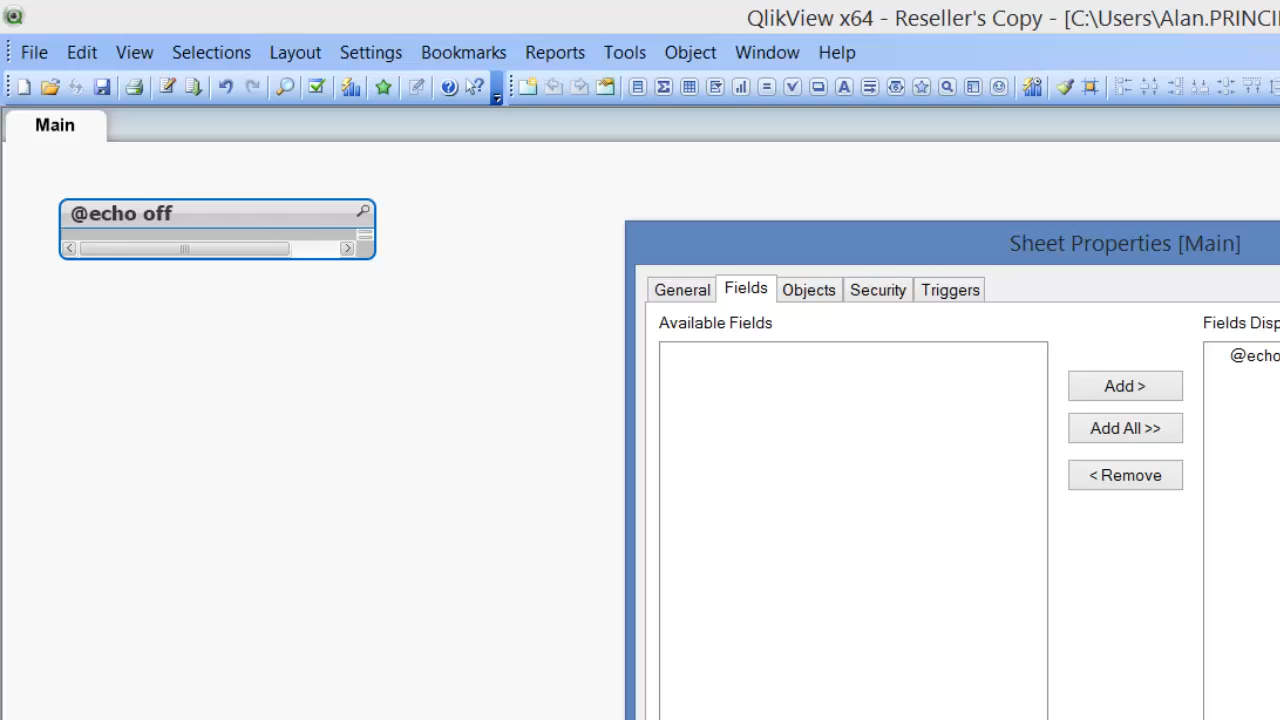 QlikView x64 - Reseller's Copy - [C:\Users\Alan.PRINCI
File Edit View Selections Layout Settings Bookmarks Reports Tools Object Window Help
Main
@echo off
Sheet Properties [Main]
General Fields Objects Security Triggers
Available Fields
Fields Disp
@echo
Add >
Add All >>
< Remove